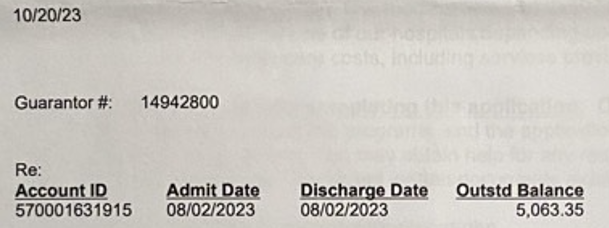 10/20/23
Guarantor #: 14942800
Re:
Account ID Admit Date Discharge Date Outstd Balance
570001631915 08/02/2023 08/02/2023 5,063.35